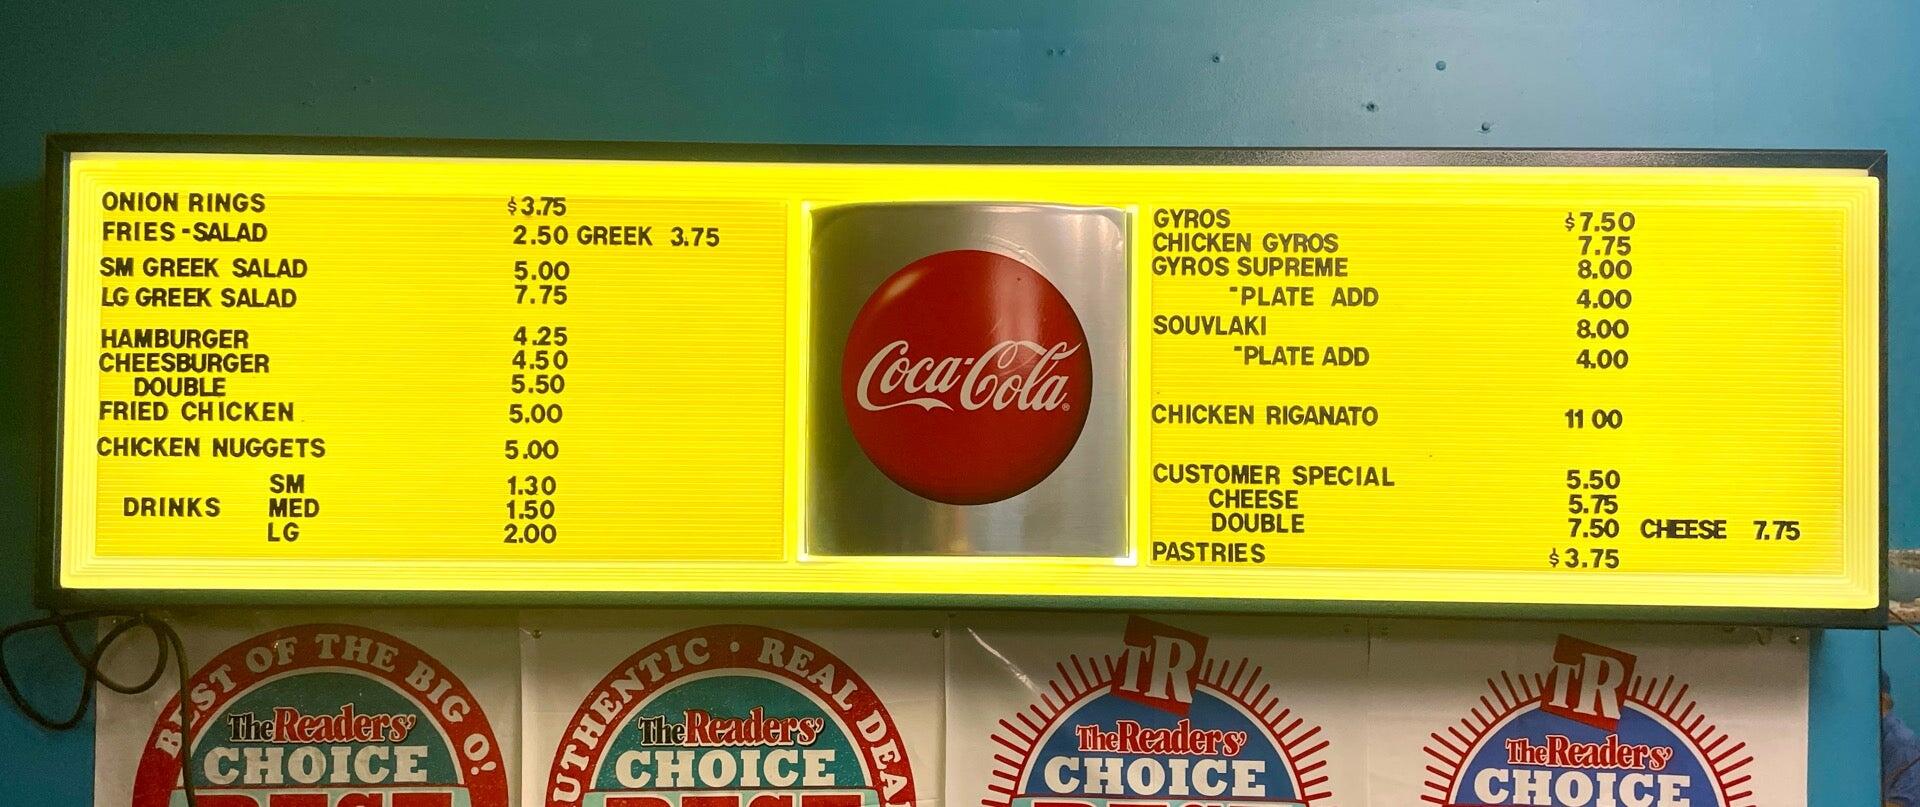 ONION RINGS $3.75
FRIES-SALAD 2.50 GREEK 3.75
SM GREEK SALAD 5.00
LG GREEK SALAD 7.75
HAMBURGER 4.25
CHEESBURGER 4.50
DOUBLE 5.50
FRIED CHICKEN 5.00
CHICKEN NUGGETS 5.00
SM 1.30
DRINKS MED 1.50
LG 2.00
Coca-Cola®
GYROS $7.50
CHICKEN GYROS 7.75
GYROS SUPREME 8.00
-PLATE ADD 4.00
SOUVLAKI 8.00
-PLATE ADD 4.00
CHICKEN RIGANATO 11 00
CUSTOMER SPECIAL 5.50
CHEESE 5.75
DOUBLE 7.50 CHEESE 7.75
PASTRIES $3.75
BEST OF THE BIG O!
The Readers'
CHOICE
BEST
AUTHENTIC • REAL DEAL
The Readers'
CHOICE
BEST
TR
The Readers'
CHOICE
TR
The Readers'
CHOICE